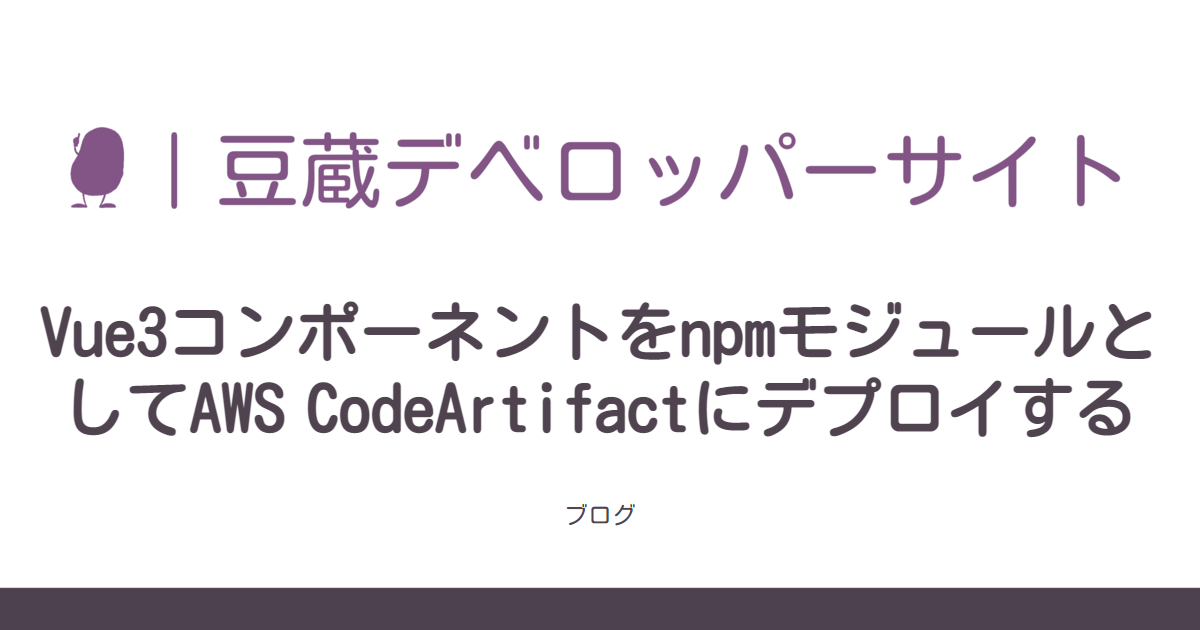 |豆蔵デベロッパーサイト
Vue3コンポーネントをnpmモジュールと
してAWS CodeArtifactにデプロイする
ブログ